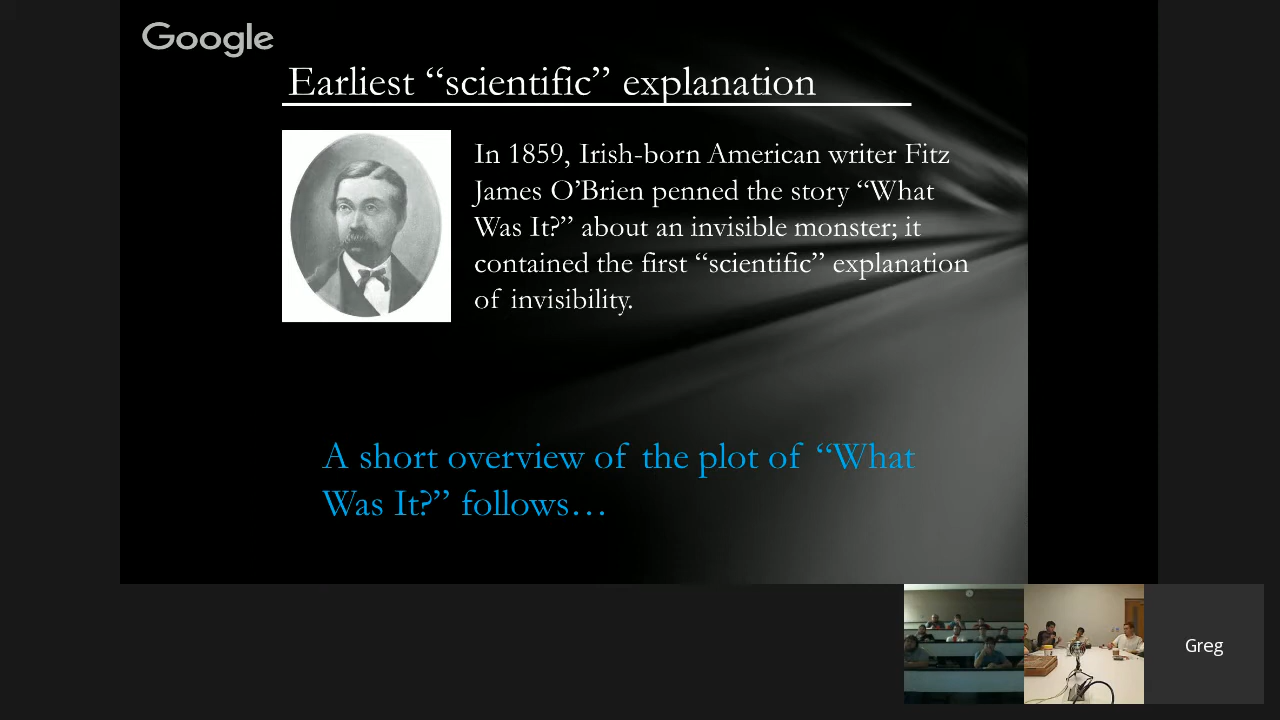 Google
Earliest “scientific” explanation
In 1859, Irish-born American writer Fitz
James O’Brien penned the story “What
Was It?” about an invisible monster; it
contained the first “scientific” explanation
of invisibility.
A short overview of the plot of “What
Was It?” follows…
Greg